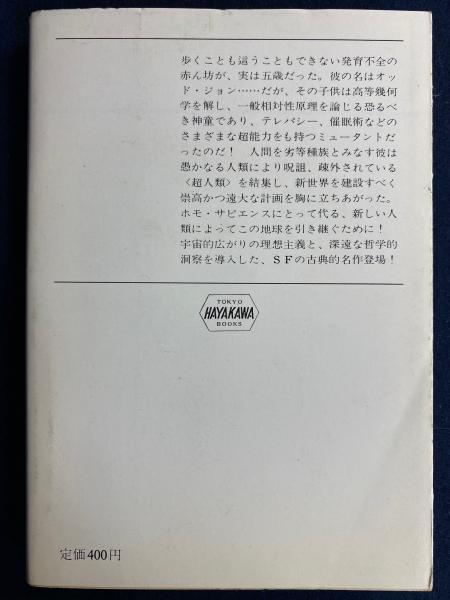 歩くことも這うこともできない発育不全の
赤ん坊が、実は五歳だった。彼の名はオッ
ド・ジョン……だが、その子供は高等幾何
学を解し、一般相対性原理を論じる恐るべ
き神童であり、テレパシー、催眠術などの
さまざまな超能力をも持つミュータントだ
ったのだ！　人間を劣等種族とみなす彼は
愚かなる人類により呪詛、疎外されている
〈超人類〉を結集し、新世界を建設すべく
崇高かつ遠大な計画を胸に立ちあがった。
ホモ・サピエンスにとって代る、新しい人
類によってこの地球を引き継ぐために！
宇宙的広がりの理想主義と、深遠な哲学的
洞察を導入した、ＳＦの古典的名作登場！
TOKYO
HAYAKAWA
BOOKS
定価400円